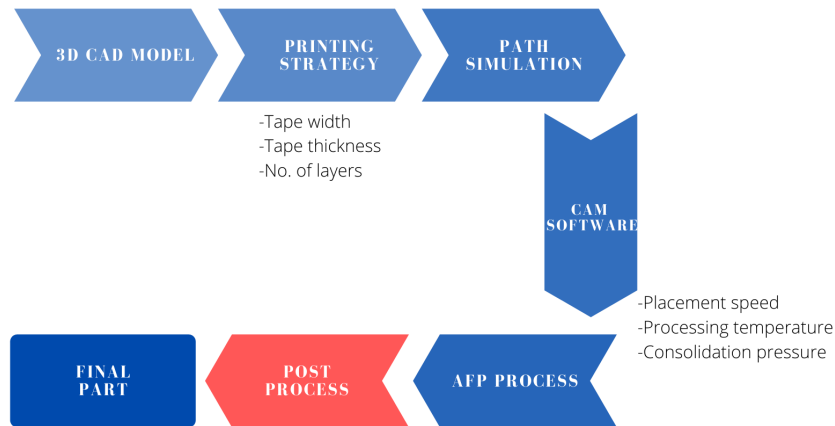 3D CAD MODEL
PRINTING
STRATEGY
PATH
SIMULATION
-Tape width
-Tape thickness
-No. of layers
CAM
SOFTWARE
-Placement speed
-Processing temperature
-Consolidation pressure
AFP PROCESS
POST
PROCESS
FINAL
PART